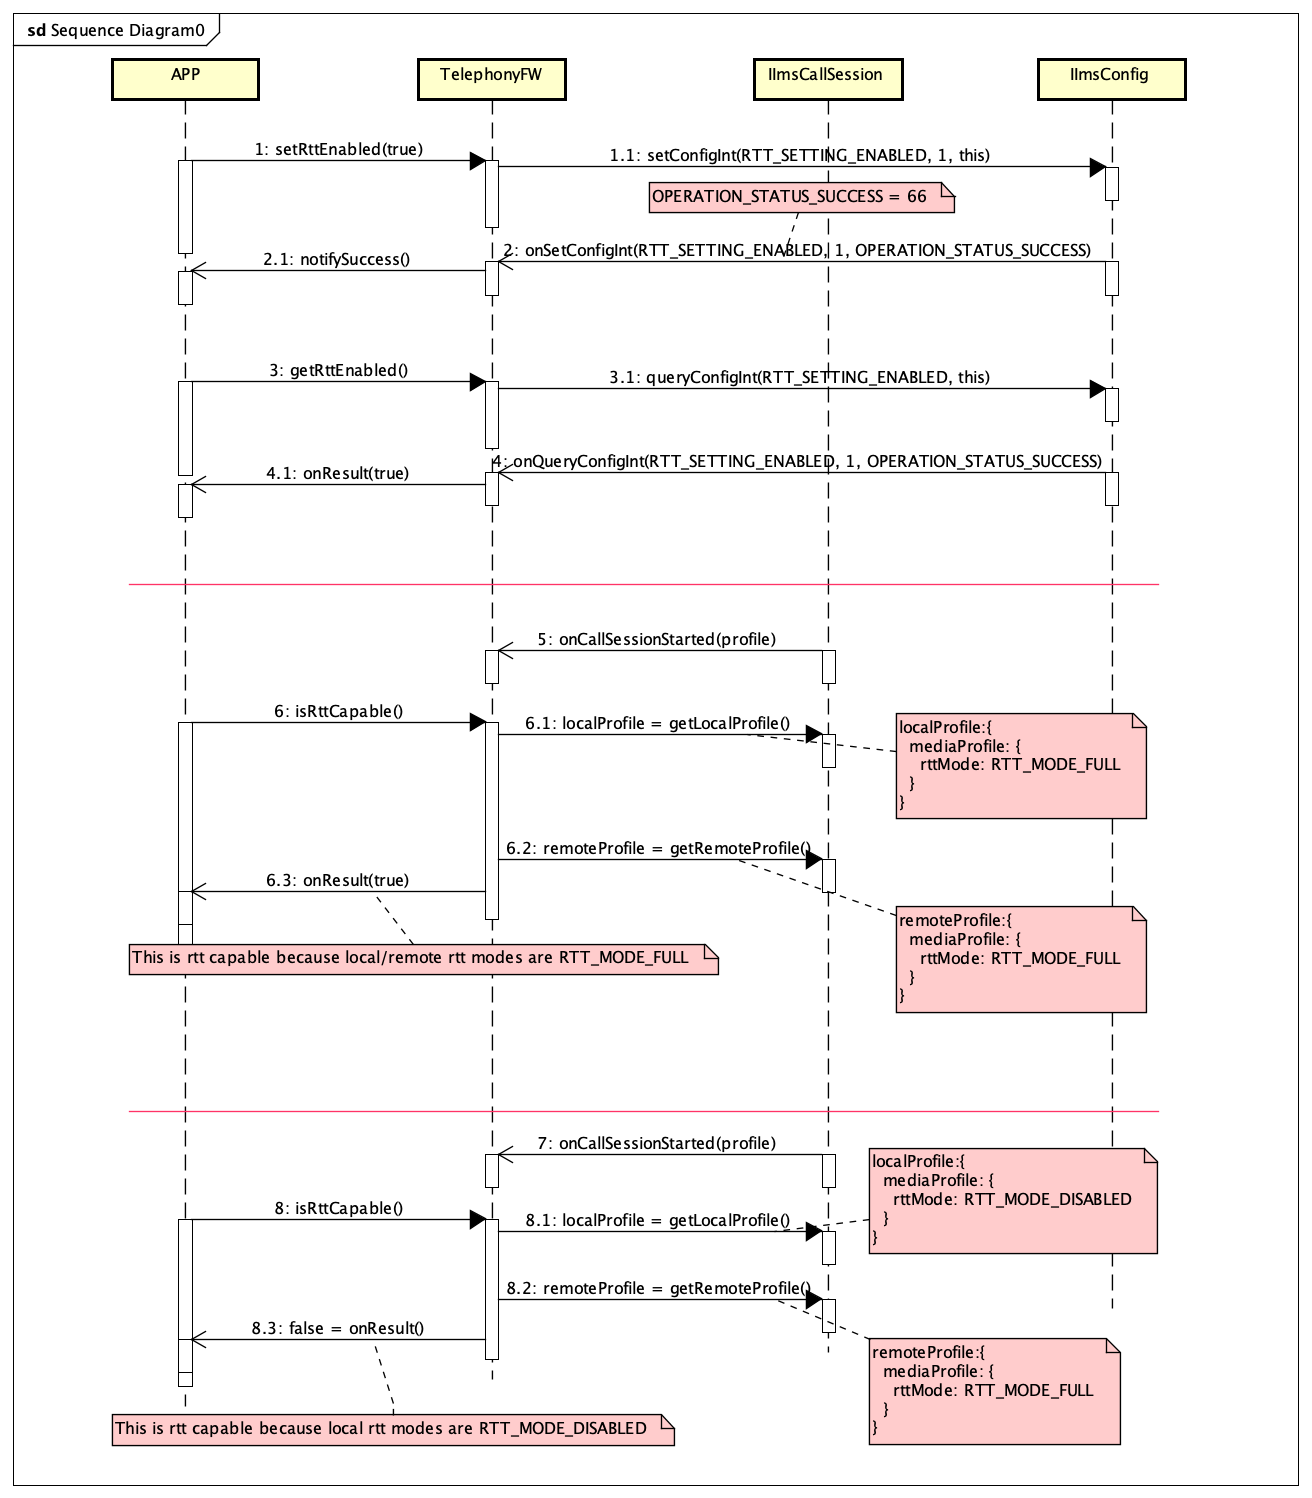 sd Sequence Diagram0
APP
TelephonyFW
IImsCallSession
IImsConfig
1: setRttEnabled(true)
1.1: setConfigInt(RTT_SETTING_ENABLED, 1, this)
OPERATION_STATUS_SUCCESS = 66
2: onSetConfigInt(RTT_SETTING_ENABLED, 1, OPERATION_STATUS_SUCCESS)
2.1: notifySuccess()
3: getRttEnabled()
3.1: queryConfigInt(RTT_SETTING_ENABLED, this)
4: onQueryConfigInt(RTT_SETTING_ENABLED, 1, OPERATION_STATUS_SUCCESS)
4.1: onResult(true)
5: onCallSessionStarted(profile)
6: isRttCapable()
6.1: localProfile = getLocalProfile()
localProfile:{
mediaProfile: {
rttMode: RTT_MODE_FULL
}
}
6.2: remoteProfile = getRemoteProfile()
6.3: onResult(true)
remoteProfile:{
mediaProfile: {
rttMode: RTT_MODE_FULL
}
}
This is rtt capable because local/remote rtt modes are RTT_MODE_FULL
7: onCallSessionStarted(profile)
localProfile:{
mediaProfile: {
rttMode: RTT_MODE_DISABLED
}
}
8: isRttCapable()
8.1: localProfile = getLocalProfile()
8.2: remoteProfile = getRemoteProfile()
8.3: false = onResult()
remoteProfile:{
mediaProfile: {
rttMode: RTT_MODE_FULL
}
}
This is rtt capable because local rtt modes are RTT_MODE_DISABLED